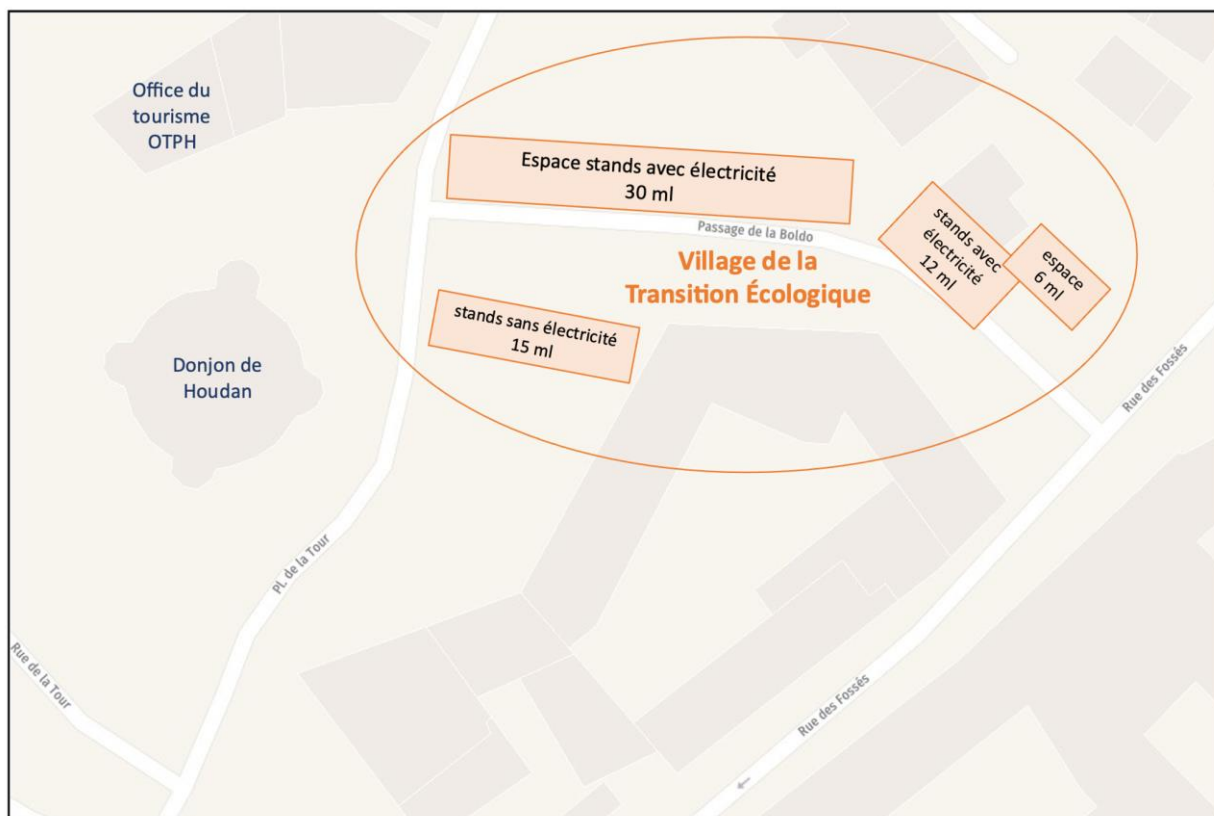 Office du
tourisme
OTPH
Espace stands avec électricité
30 ml
stands avec
électricité
12 ml
espace
6 ml
Passage de la Boldo
Village de la
Transition Écologique
stands sans électricité
15 ml
Donjon de
Houdan
Rue des Fossés
Pl. de la Tour
Rue de la Tour
Rue des Fossés